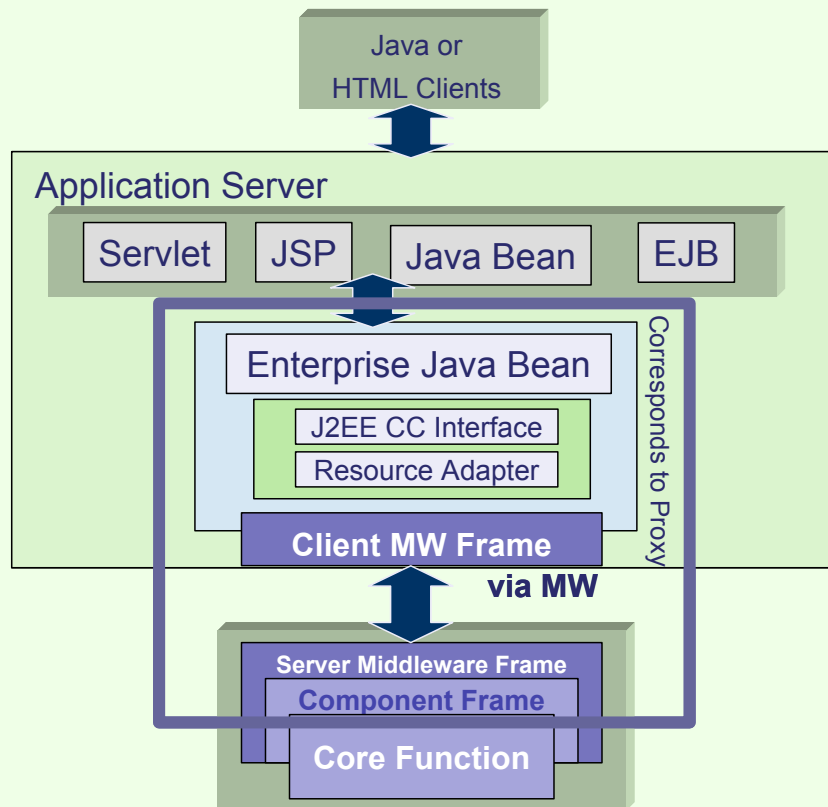 Java or
HTML Clients
Application Server
Servlet
JSP
Java Bean
EJB
Enterprise Java Bean
J2EE CC Interface
Resource Adapter
Corresponds to Proxy
Client MW Frame
via MW
Server Middleware Frame
Component Frame
Core Function